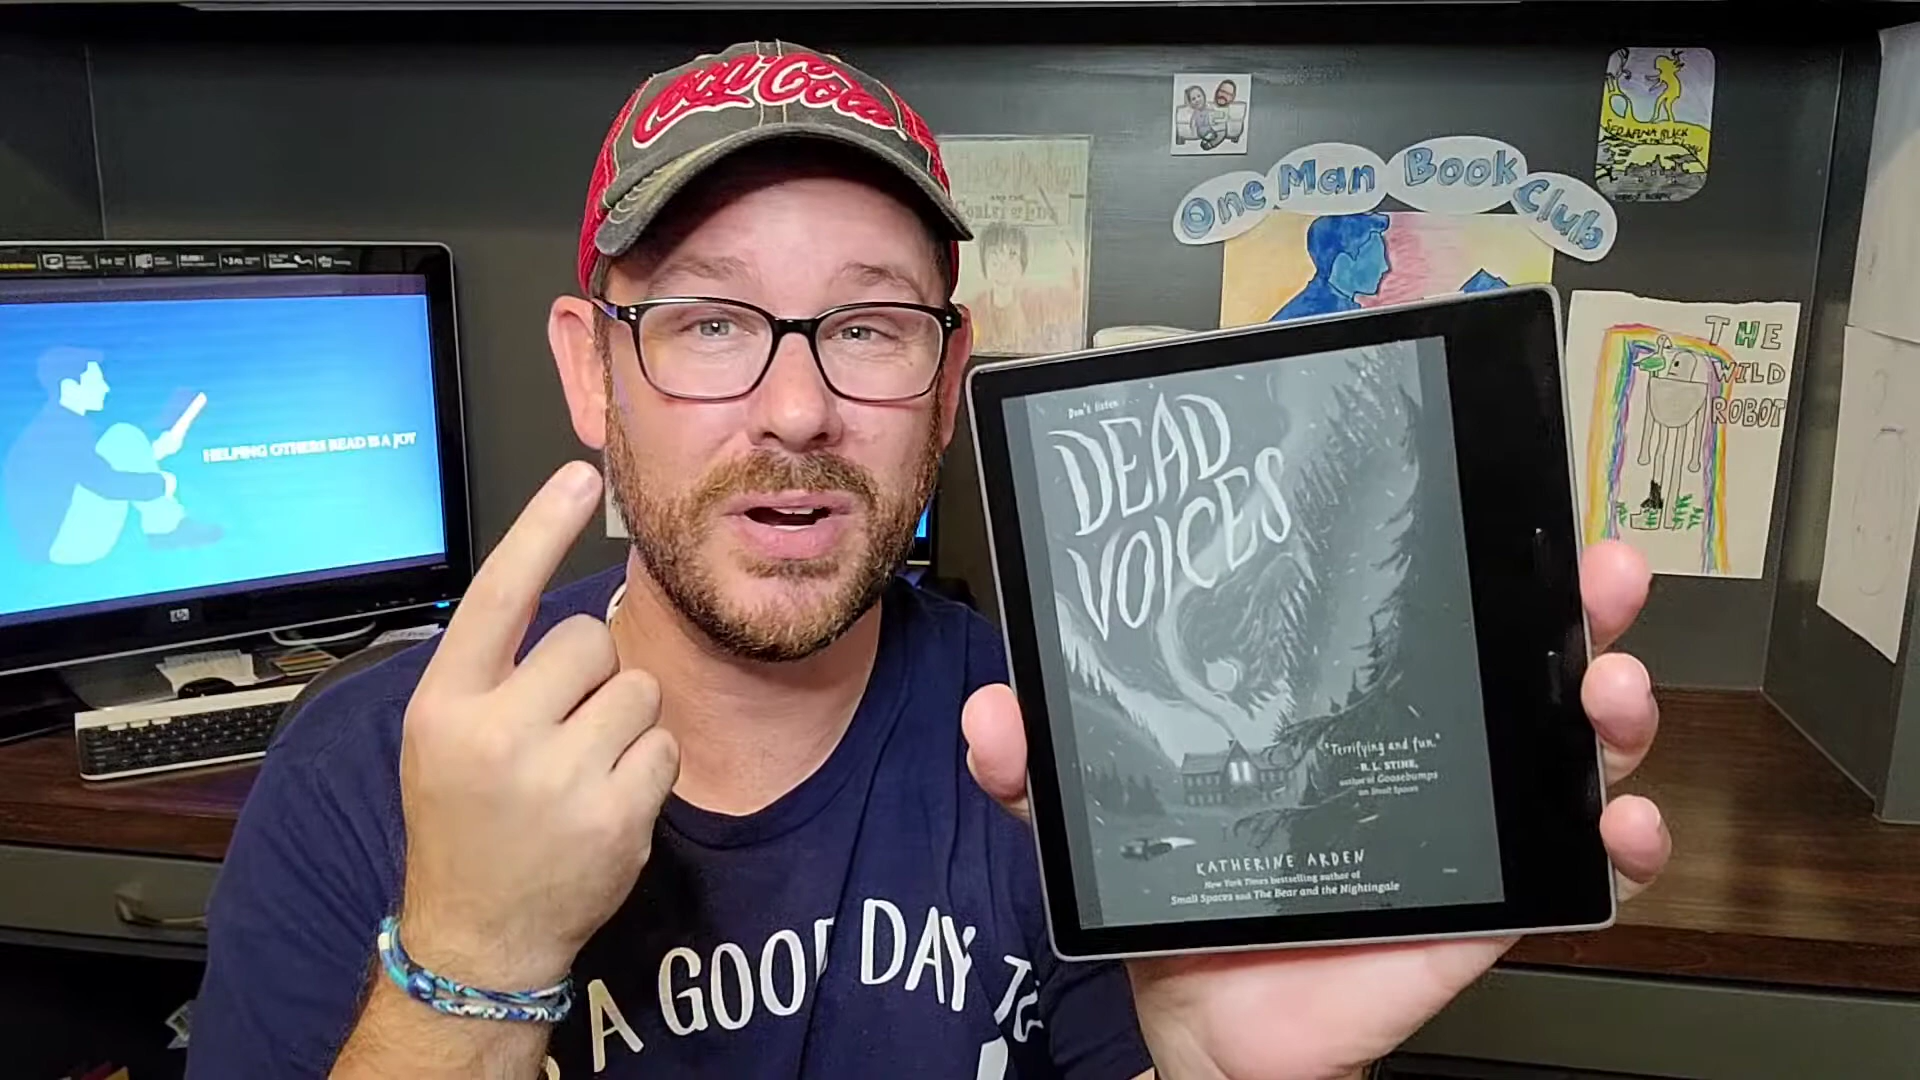 Coca-Cola
HELPING OTHERS READ IS A JOY
hp
One Man Book Club
THE
WILD
ROBOT
Don't listen
DEAD
VOICES
"Terrifying and fun."
-R. L. STINE,
author of Goosebumps
on Small Spaces
KATHERINE ARDEN
New York Times bestselling author of
Small Spaces and The Bear and the Nightingale
A GOOD DAY